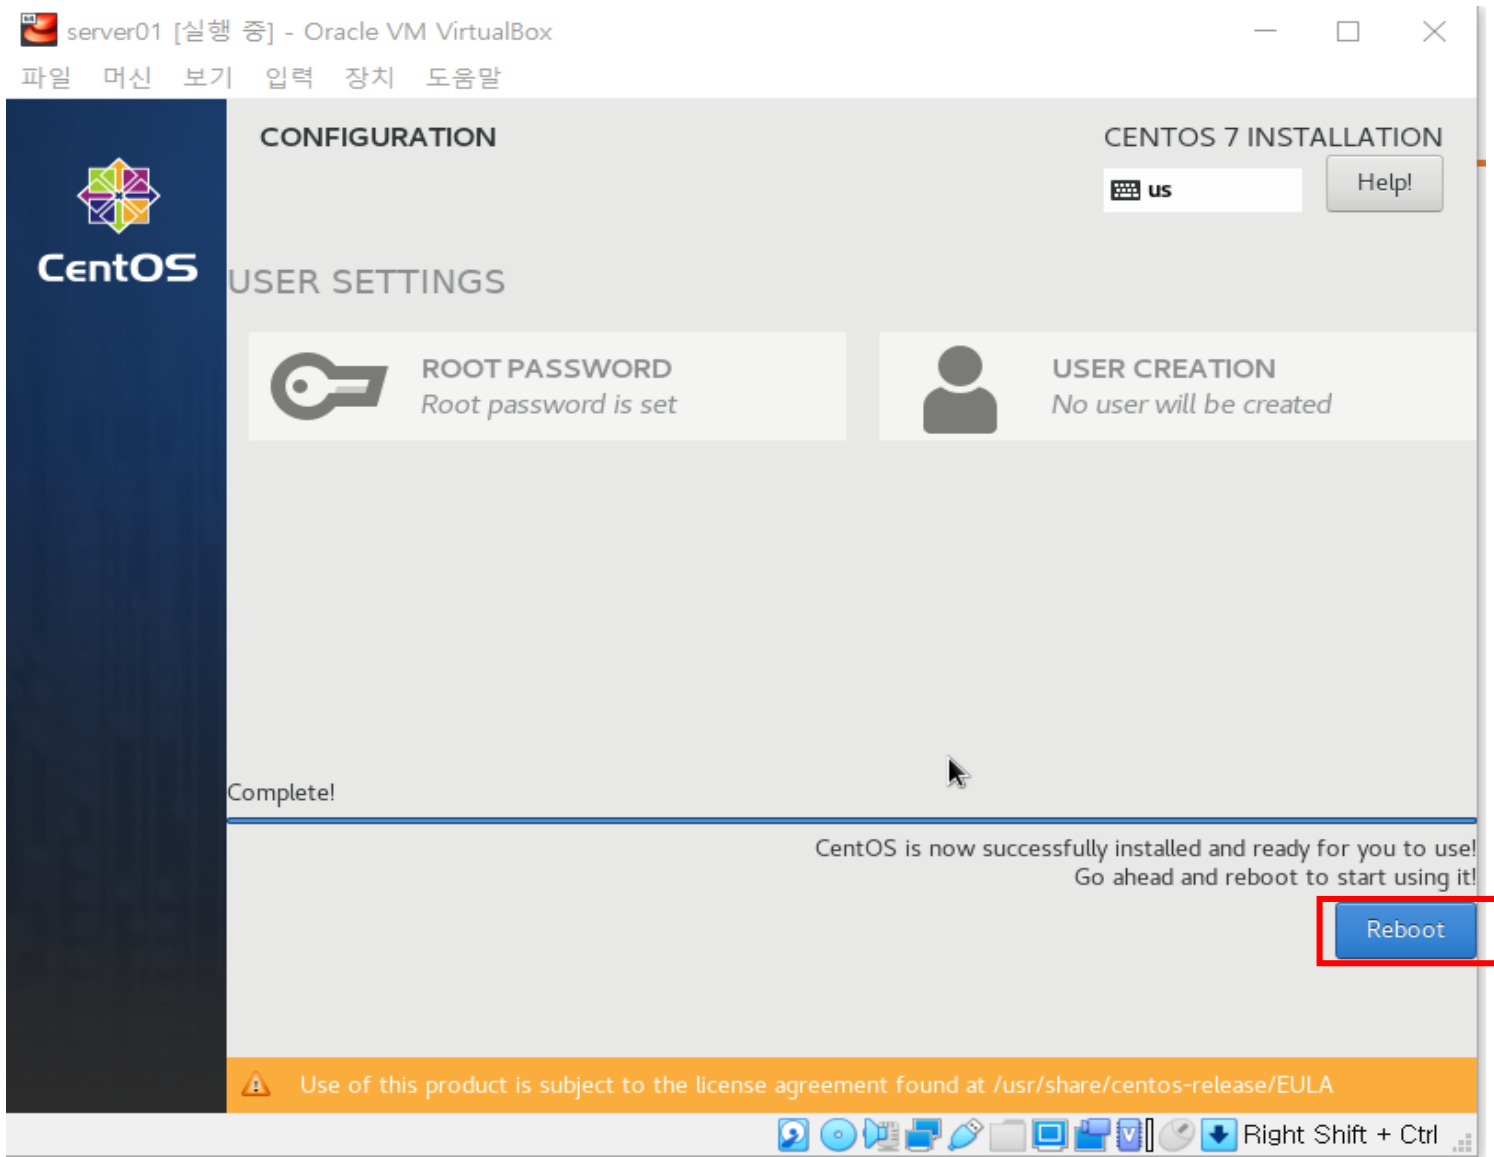 server01 [실행 중] - Oracle VM VirtualBox
파일 머신 보기 입력 장치 도움말
CONFIGURATION
CENTOS 7 INSTALLATION
us
Help!
CentOS
USER SETTINGS
ROOT PASSWORD
Root password is set
USER CREATION
No user will be created
Complete!
CentOS is now successfully installed and ready for you to use!
Go ahead and reboot to start using it!
Reboot
Use of this product is subject to the license agreement found at /usr/share/centos-release/EULA
Right Shift + Ctrl